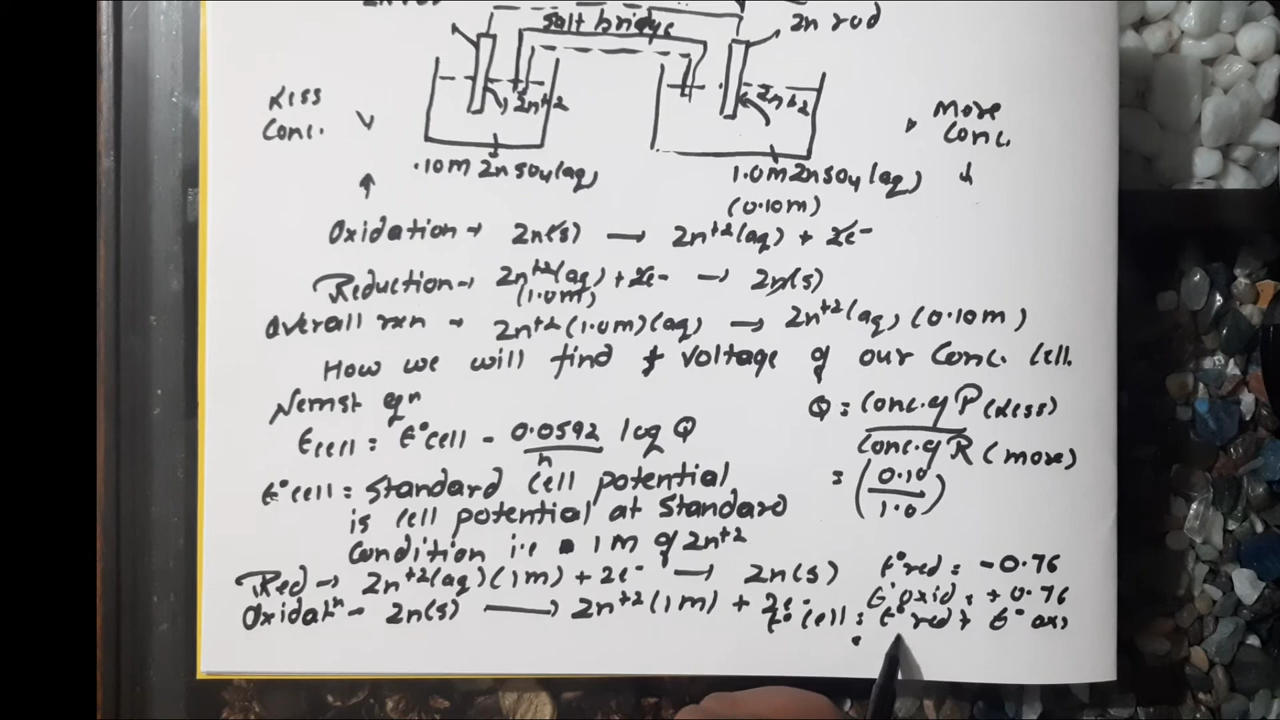 salt bridge
zn rod
Zn+2
Zn+2
Less
Conc.
More
Conc.
.10m ZnSO4(aq)
1.0m ZnSO4(aq)
(0.10m)
Oxidation → Zn(s) → Zn+2(aq) + 2e-
Reduction → Zn+2(aq) + 2e- → Zn(s)
(1.0m)
Overall rxn → Zn+2(1.0m)(aq) → Zn+2(aq) (0.10m)
How we will find voltage of our Conc. Cell.
Nernst eqn
Ecell = E°cell - 0.0592/n log Q
Q = Conc. of P (Less)
Conc. of R (more)
= (0.10/1.0)
E°cell = Standard Cell potential
is Cell potential at Standard
Condition i.e 1M of Zn+2
Red → Zn+2(aq)(1m) + 2e- → Zn(s) E°red = -0.76
Oxidatn → Zn(s) → Zn+2(1m) + 2e- E°oxid = +0.76
E°Cell = E°red + E°oxi
=